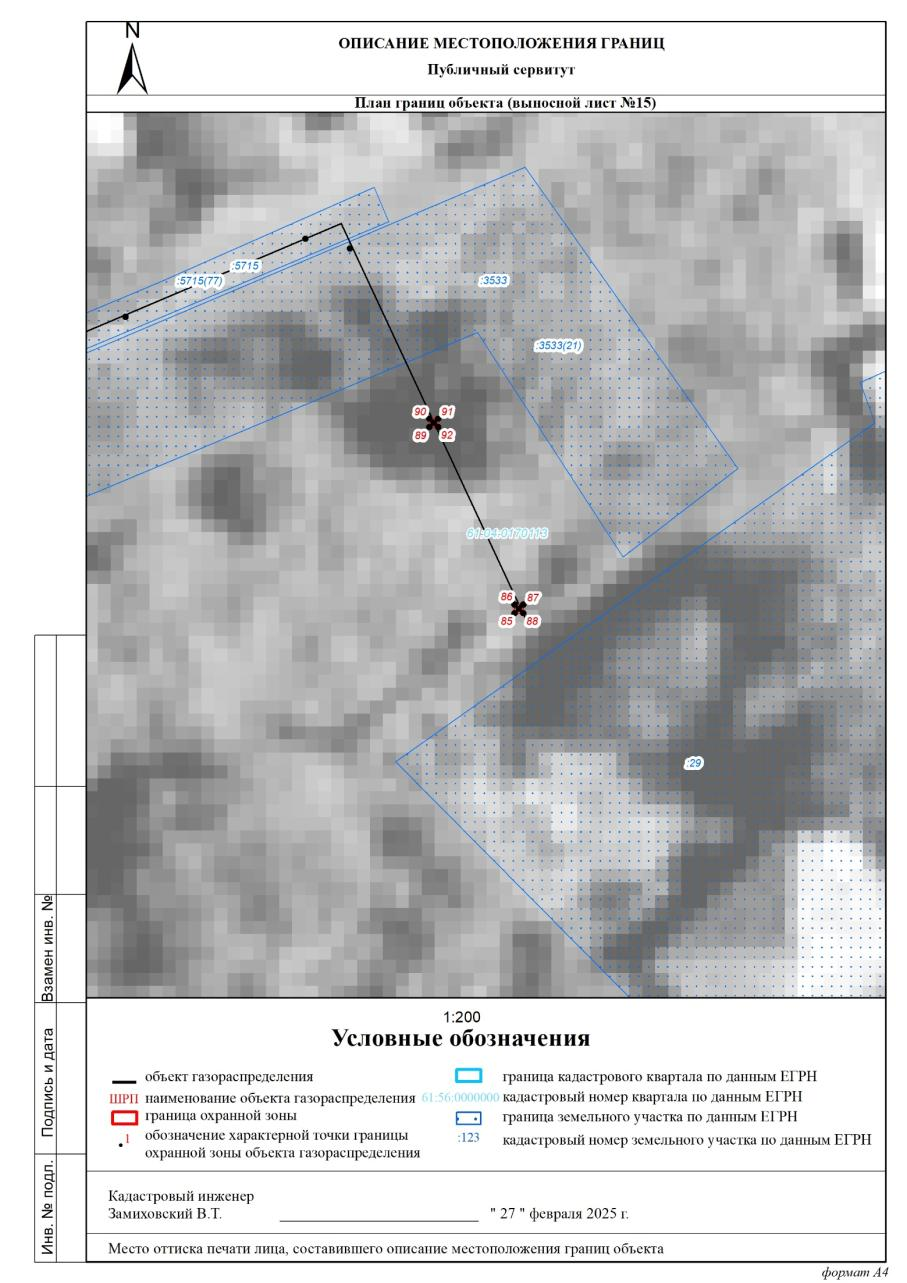 N
ОПИСАНИЕ МЕСТОПОЛОЖЕНИЯ ГРАНИЦ
Публичный сервитут
План границ объекта (выносной лист №15)
:5715
:5715(77)
:3533
:3533(21)
90 91
89 92
61:04:0170113
86 87
85 88
:29
1:200
Условные обозначения
объект газораспределения
ШРП наименование объекта газораспределения
граница охранной зоны
1 обозначение характерной точки границы
охранной зоны объекта газораспределения
граница кадастрового квартала по данным ЕГРН
61:56:0000000 кадастровый номер квартала по данным ЕГРН
граница земельного участка по данным ЕГРН
:123 кадастровый номер земельного участка по данным ЕГРН
Кадастровый инженер
Замиховский В.Т. " 27 " февраля 2025 г.
Место оттиска печати лица, составившего описание местоположения границ объекта
Взамен инв. №
Подпись и дата
Инв. № подл.
формат А4